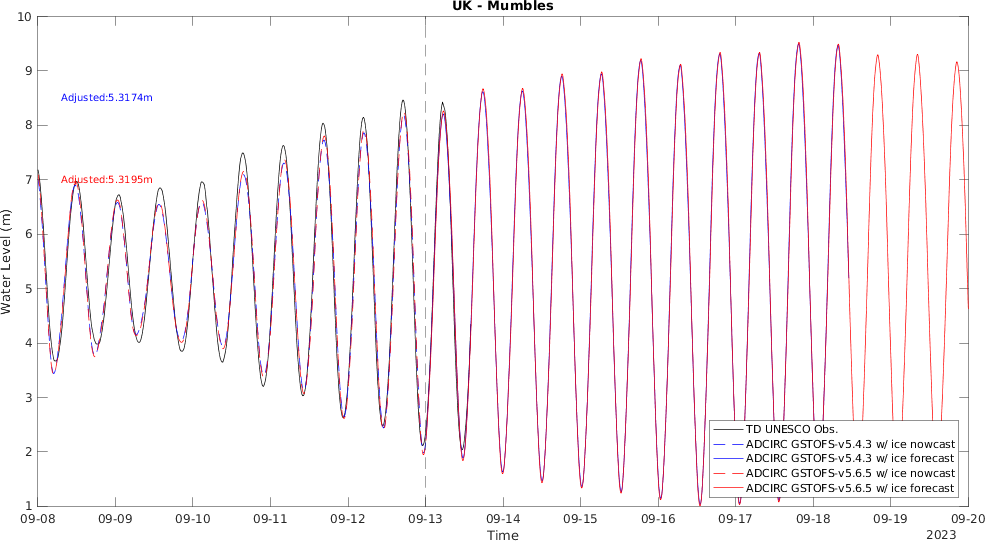 UK - Mumbles
10
9
8
7
6
5
4
3
2
1
Water Level (m)
Adjusted:5.3174m
Adjusted:5.3195m
TD UNESCO Obs.
ADCIRC GSTOFS-v5.4.3 w/ ice nowcast
ADCIRC GSTOFS-v5.4.3 w/ ice forecast
ADCIRC GSTOFS-v5.6.5 w/ ice nowcast
ADCIRC GSTOFS-v5.6.5 w/ ice forecast
09-08 09-09 09-10 09-11 09-12 09-13 09-14 09-15 09-16 09-17 09-18 09-19 09-20
Time
2023